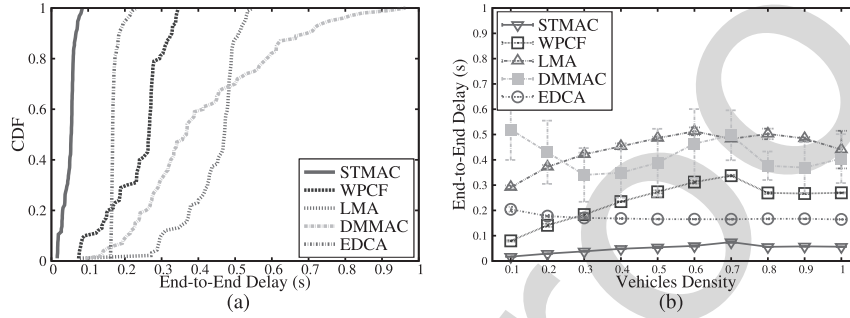 1
0.8
0.6
0.4
0.2
0
CDF
0 0.1 0.2 0.3 0.4 0.5 0.6 0.7 0.8 0.9 1
End-to-End Delay (s)
STMAC
WPCF
LMA
DMMAC
EDCA
(a)
1
0.9
0.8
0.7
0.6
0.5
0.4
0.3
0.2
0.1
0
End-to-End Delay (s)
STMAC
WPCF
LMA
DMMAC
EDCA
0.1 0.2 0.3 0.4 0.5 0.6 0.7 0.8 0.9 1
Vehicles Density
(b)